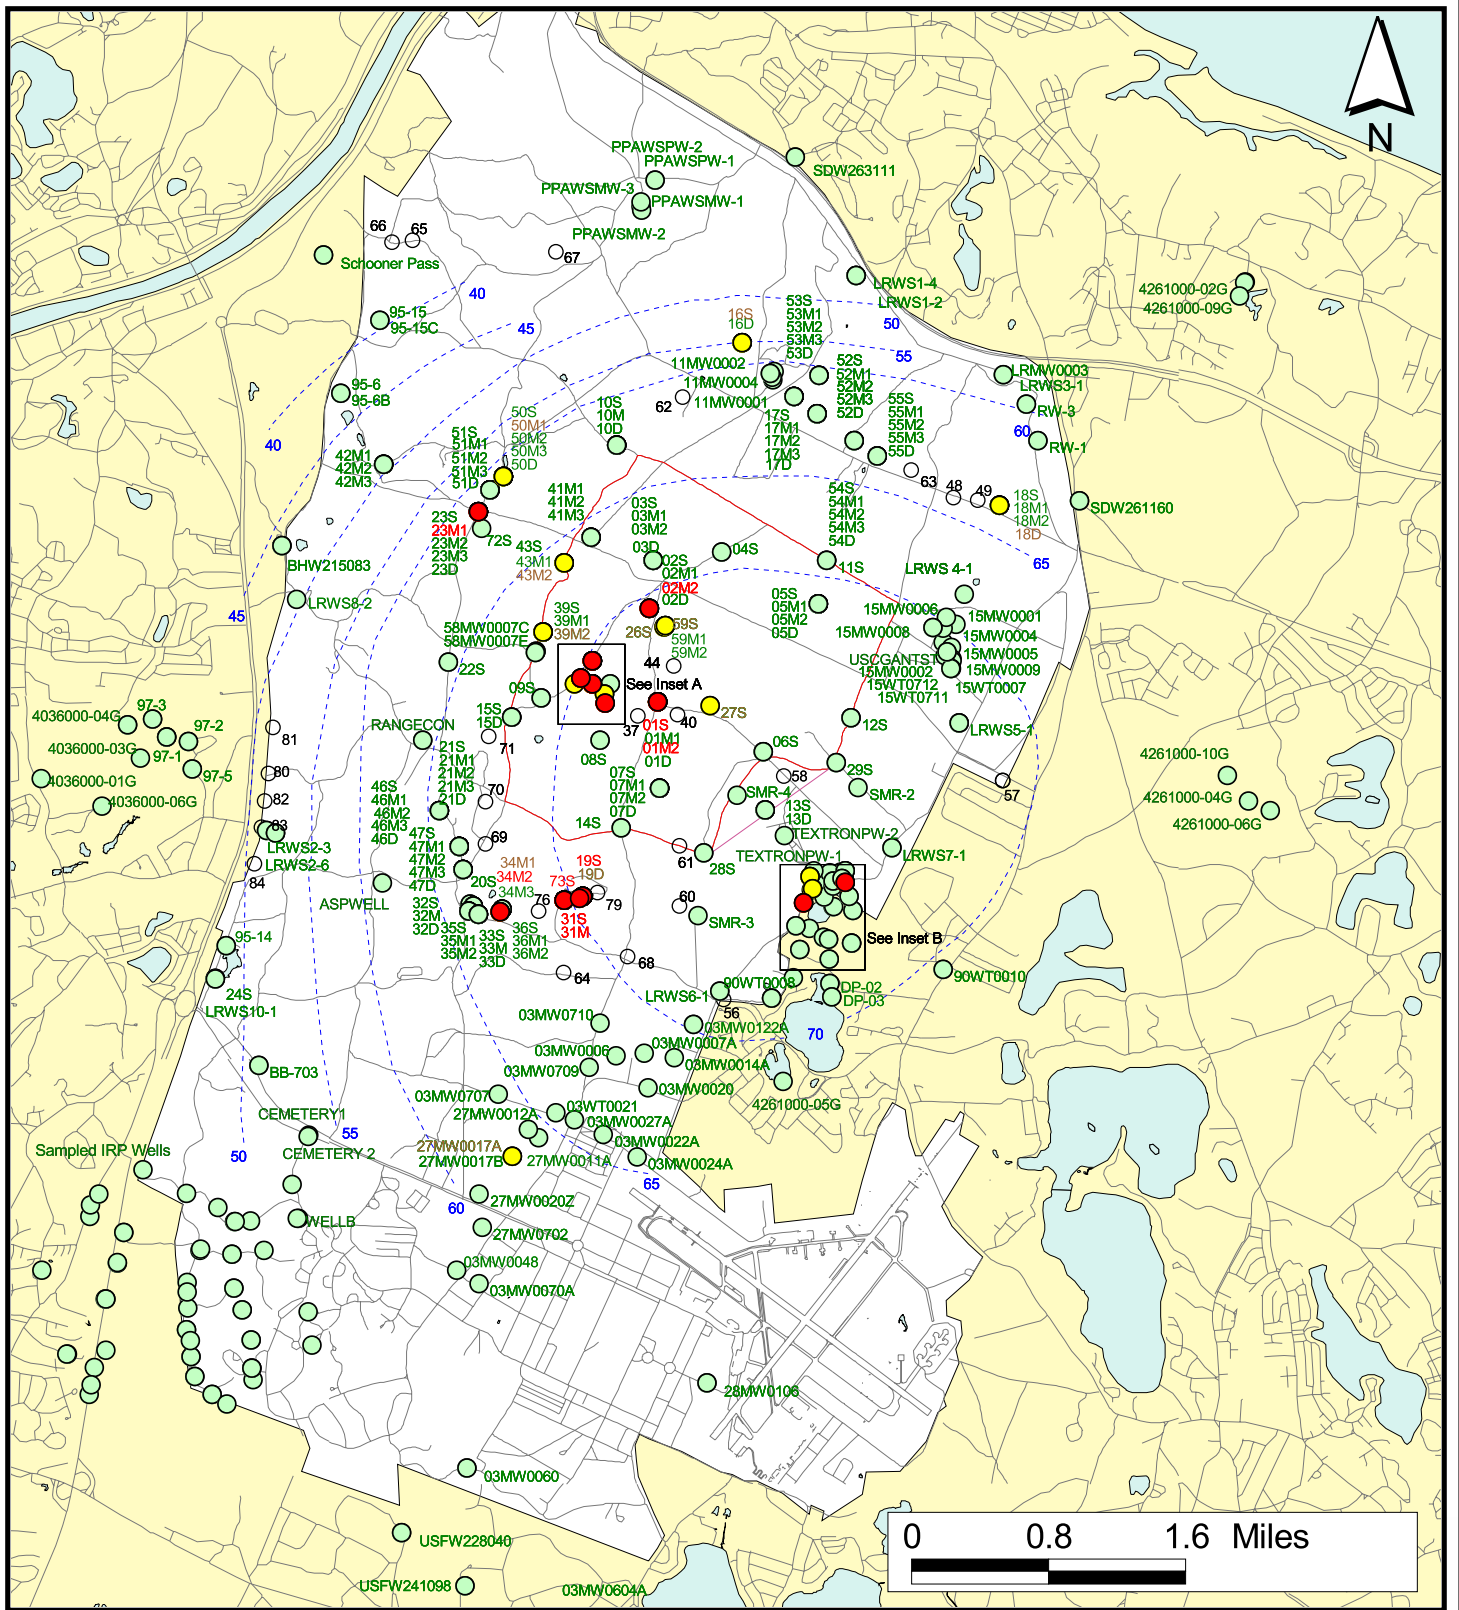 N
PPAWSPW-2
PPAWSPW-1
SDW263111
PPAWSMW-3
PPAWSMW-1
PPAWSMW-2
66
65
67
Schooner Pass
LRWS1-4
LRWS1-2
4261000-02G
4261000-09G
40
45
50
55
95-15
95-15C
16S
16D
53S
53M1
53M2
53M3
53D
11MW0002
11MW0004
11MW0001
52S
52M1
52M2
52M3
52D
LRMW0003
LRWS3-1
RW-3
60
RW-1
95-6
95-6B
62
10S
10M
10D
50S
50M1
50M2
50M3
50D
51S
51M1
51M2
51M3
51D
17S
17M1
17M2
17M3
17D
55S
55M1
55M2
55M3
55D
40
42M1
42M2
42M3
63
48
49
18S
18M1
18M2
18D
SDW261160
41M1
41M2
41M3
03S
03M1
03M2
03D
54S
54M1
54M2
54M3
54D
23S
23M1
23M2
23M3
23D
72S
43S
43M1
43M2
04S
11S
65
BHW215083
02S
02M1
02M2
02D
LRWS 4-1
LRWS8-2
45
39S
39M1
39M2
05S
05M1
05M2
05D
15MW0006
15MW0001
15MW0008
15MW0004
58MW0007C
58MW0007E
26S
59S
59M1
59M2
15MW0005
USCGANTST
15MW0009
15MW0002
15WT0712
15WT0007
15WT0711
22S
44
See Inset A
09S
27S
4036000-04G
97-3
97-2
15S
15D
37
40
01S
01M1
01M2
01D
12S
LRWS5-1
4036000-03G
97-1
97-5
81
RANGECON
71
08S
06S
29S
4261000-10G
4036000-01G
4036000-06G
80
82
21S
21M1
21M2
21M3
21D
07S
07M1
07M2
07D
58
57
SMR-4
SMR-2
4261000-04G
4261000-06G
46S
46M1
46M2
46M3
46D
70
13S
13D
83
69
14S
TEXTRONPW-2
LRWS2-3
LRWS2-6
47S
47M1
47M2
47M3
47D
61
28S
TEXTRONPW-1
LRWS7-1
84
34M1
34M2
34M3
19S
19D
73S
20S
ASPWELL
79
76
60
32S
32M
32D
35S
35M1
35M2
33S
33M
33D
36S
36M1
36M2
31S
31M
SMR-3
See Inset B
95-14
68
64
24S
LRWS10-1
90WT0008
LRWS6-1
56
DP-02
DP-03
90WT0010
03MW0710
03MW0122A
70
03MW0006
03MW0007A
03MW0709
03MW0014A
BB-703
03MW0707
03MW0020
4261000-05G
CEMETERY1
27MW0012A
03WT0021
03MW0027A
55
03MW0022A
CEMETERY 2
50
Sampled IRP Wells
27MW0017A
27MW0017B
27MW0011A
03MW0024A
65
27MW0020Z
60
WELLB
27MW0702
03MW0048
03MW0070A
28MW0106
03MW0060
USFW228040
USFW241098
03MW0604A
0 0.8 1.6 Miles